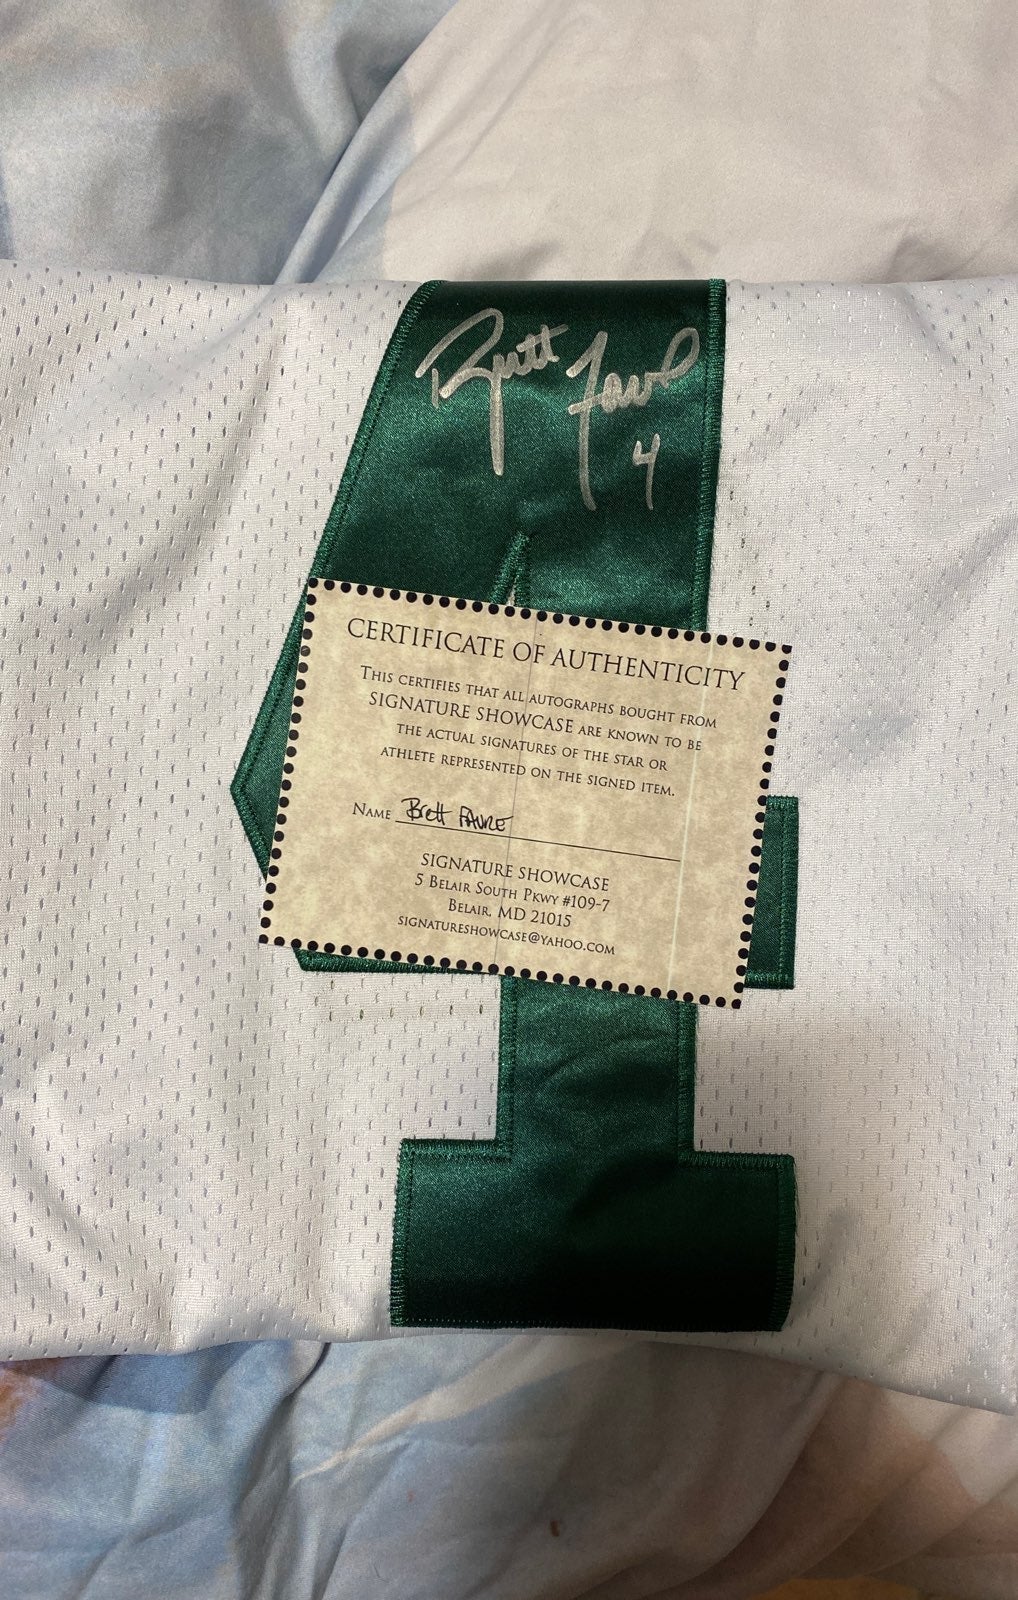 Brett Favre
4
CERTIFICATE OF AUTHENTICITY
THIS CERTIFIES THAT ALL AUTOGRAPHS BOUGHT FROM
SIGNATURE SHOWCASE ARE KNOWN TO BE
THE ACTUAL SIGNATURES OF THE STAR OR
ATHLETE REPRESENTED ON THE SIGNED ITEM.
NAME Brett FAVRE
SIGNATURE SHOWCASE
5 BELAIR SOUTH PKWY #109-7
BELAIR, MD 21015
SIGNATURESHOWCASE@YAHOO.COM
4